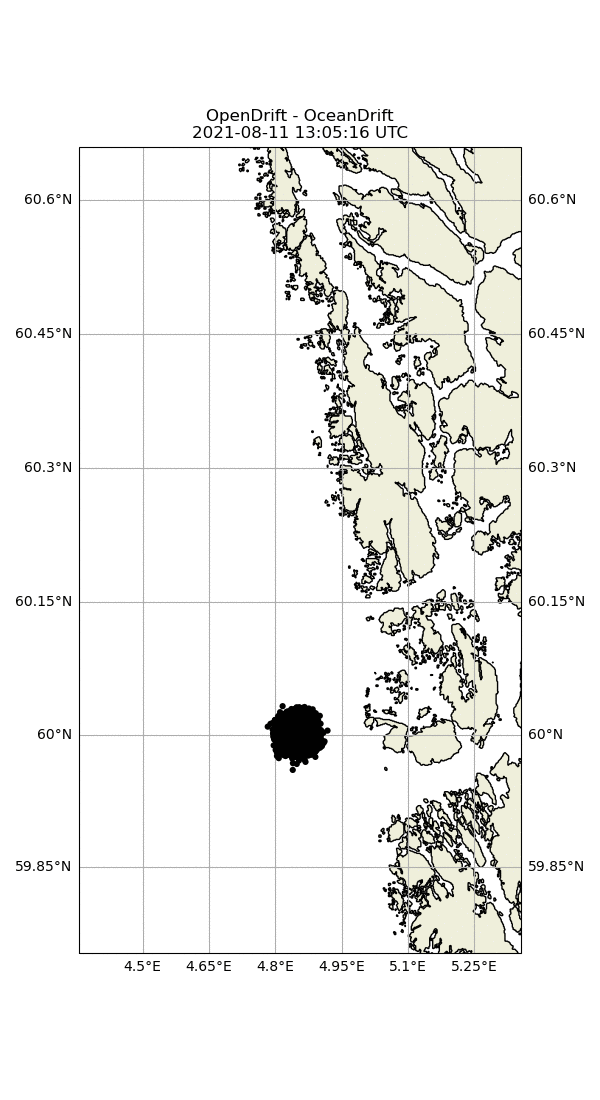 OpenDrift - OceanDrift
2021-08-11 13:05:16 UTC
60.6°N 60.6°N
60.45°N 60.45°N
60.3°N 60.3°N
60.15°N 60.15°N
60°N 60°N
59.85°N 59.85°N
4.5°E 4.65°E 4.8°E 4.95°E 5.1°E 5.25°E